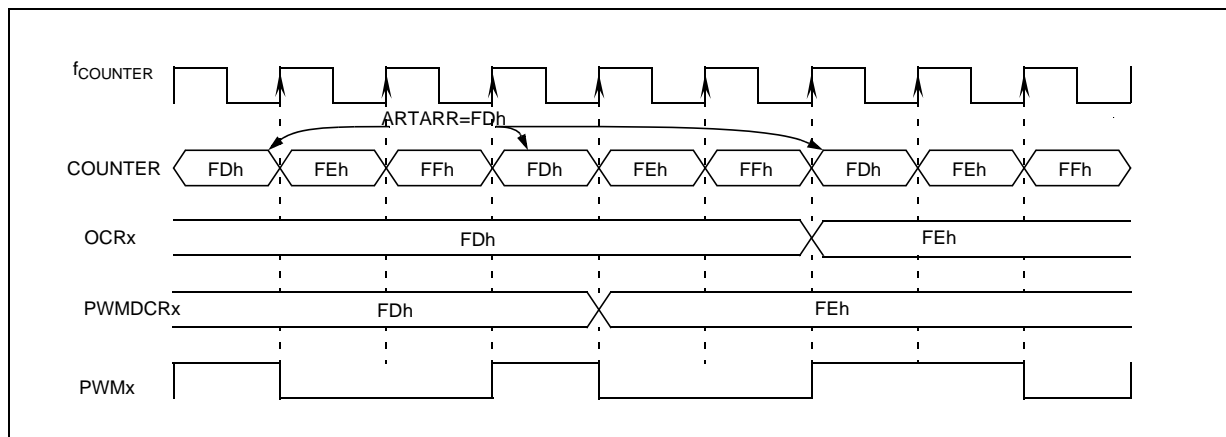 fCOUNTER
ARTARR=FDh
COUNTER FDh FEh FFh FDh FEh FFh FDh FEh FFh
OCRx FDh FEh
PWMDCRx FDh FEh
PWMx